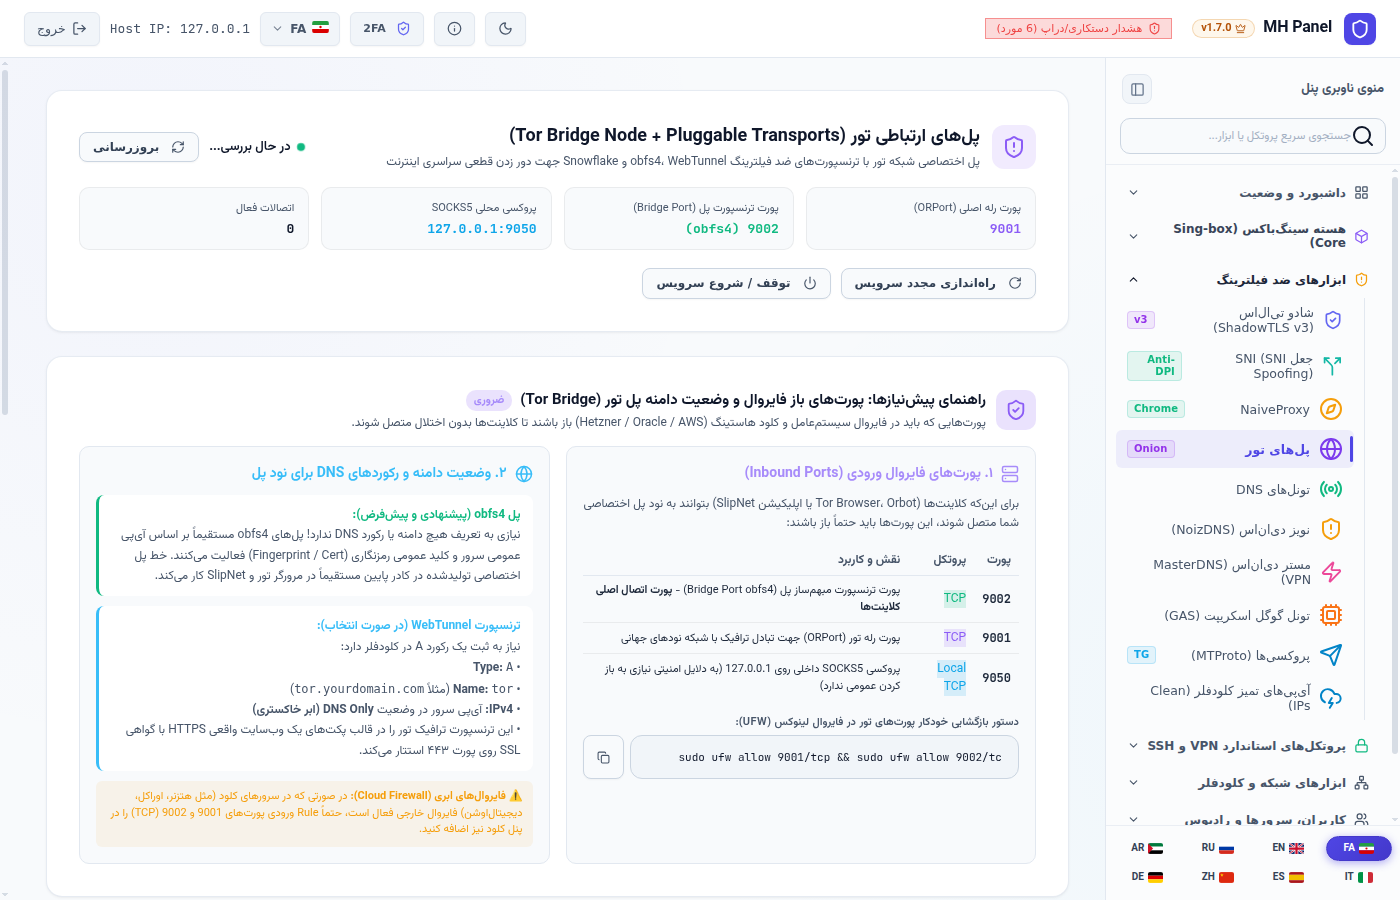 MH Panel
v1.7.0
هشدار دستکاری/دراپ (6 مورد)
2FA
FA
Host IP: 127.0.0.1
خروج
منوی ناوبری پنل
جستجوی سریع پروتکل یا ابزار...
داشبورد و وضعیت
هسته سینگ‌باکس (Sing-box
Core)
ابزارهای ضد فیلترینگ
شادو تی‌ال‌اس
(ShadowTLS v3)
v3
جعل SNI (SNI
Spoofing)
Anti-
DPI
NaiveProxy
Chrome
پل‌های تور
Onion
تونل‌های DNS
نویز دی‌ان‌اس (NoizDNS)
مستر دی‌ان‌اس (MasterDNS
VPN)
تونل گوگل اسکریپت (GAS)
پروکسی‌ها (MTProto)
TG
آی‌پی‌های تمیز کلودفلر (Clean
IPs)
پروتکل‌های استاندارد VPN و SSH
ابزارهای شبکه و کلودفلر
کاربران، سرورها و رادیوس
FA
EN
RU
AR
IT
ES
ZH
DE
پل‌های ارتباطی تور (Tor Bridge Node + Pluggable Transports)
پل اختصاصی شبکه تور با ترنسپورت‌های ضد فیلترینگ obfs4، WebTunnel و Snowflake جهت دور زدن قطعی سراسری اینترنت
در حال بررسی...
بروزرسانی
پورت رله اصلی (ORPort)
9001
پورت ترنسپورت پل (Bridge Port)
9002 (obfs4)
پروکسی محلی SOCKS5
127.0.0.1:9050
اتصالات فعال
0
راه‌اندازی مجدد سرویس
توقف / شروع سرویس
راهنمای پیش‌نیازها: پورت‌های باز فایروال و وضعیت دامنه پل تور (Tor Bridge)
ضروری
پورت‌هایی که باید در فایروال سیستم‌عامل و کلود هاستینگ (Hetzner / Oracle / AWS) باز باشند تا کلاینت‌ها بدون اختلال متصل شوند.
۱. پورت‌های فایروال ورودی (Inbound Ports)
برای این‌که کلاینت‌ها (Tor Browser، Orbot یا اپلیکیشن SlipNet) بتوانند به نود پل اختصاصی
شما متصل شوند، این پورت‌ها باید حتماً باز باشند:
پورت
پروتکل
نقش و کاربرد
9002
TCP
پورت ترنسپورت مبهم‌ساز پل (Bridge Port obfs4) - پورت اتصال اصلی
کلاینت‌ها
9001
TCP
پورت رله تور (ORPort) جهت تبادل ترافیک با شبکه نودهای جهانی
9050
Local
TCP
پروکسی SOCKS5 داخلی روی 127.0.0.1 (به دلایل امنیتی نیازی به باز
کردن عمومی ندارد)
دستور بازگشایی خودکار پورت‌های تور در فایروال لینوکس (UFW):
sudo ufw allow 9001/tcp && sudo ufw allow 9002/tc
۲. وضعیت دامنه و رکوردهای DNS برای نود پل
پل obfs4 (پیشنهادی و پیش‌فرض):
نیازی به تعریف هیچ دامنه یا رکورد DNS ندارد! پل‌های obfs4 مستقیماً بر اساس آی‌پی
عمومی سرور و کلید عمومی رمزنگاری (Fingerprint / Cert) فعالیت می‌کنند. خط پل
اختصاصی تولیدشده در کادر پایین مستقیماً در مرورگر تور و SlipNet کار می‌کند.
ترنسپورت WebTunnel (در صورت انتخاب):
نیاز به ثبت یک رکورد A در کلودفلر دارد:
• Type: A
• Name: tor (مثلاً tor.yourdomain.com)
• IPv4: آی‌پی سرور در وضعیت DNS Only (ابر خاکستری)
• این ترنسپورت ترافیک تور را در قالب پکت‌های یک وب‌سایت واقعی HTTPS با گواهی
SSL روی پورت ۴۴۳ استتار می‌کند.
⚠️ فایروال‌های ابری (Cloud Firewall): در صورتی که در سرورهای کلود (مثل هتزنر، اوراکل،
دیجیتال‌اوشن) فایروال خارجی فعال است، حتماً Rule ورودی پورت‌های 9001 و 9002 (TCP) را در
پنل کلود نیز اضافه کنید.